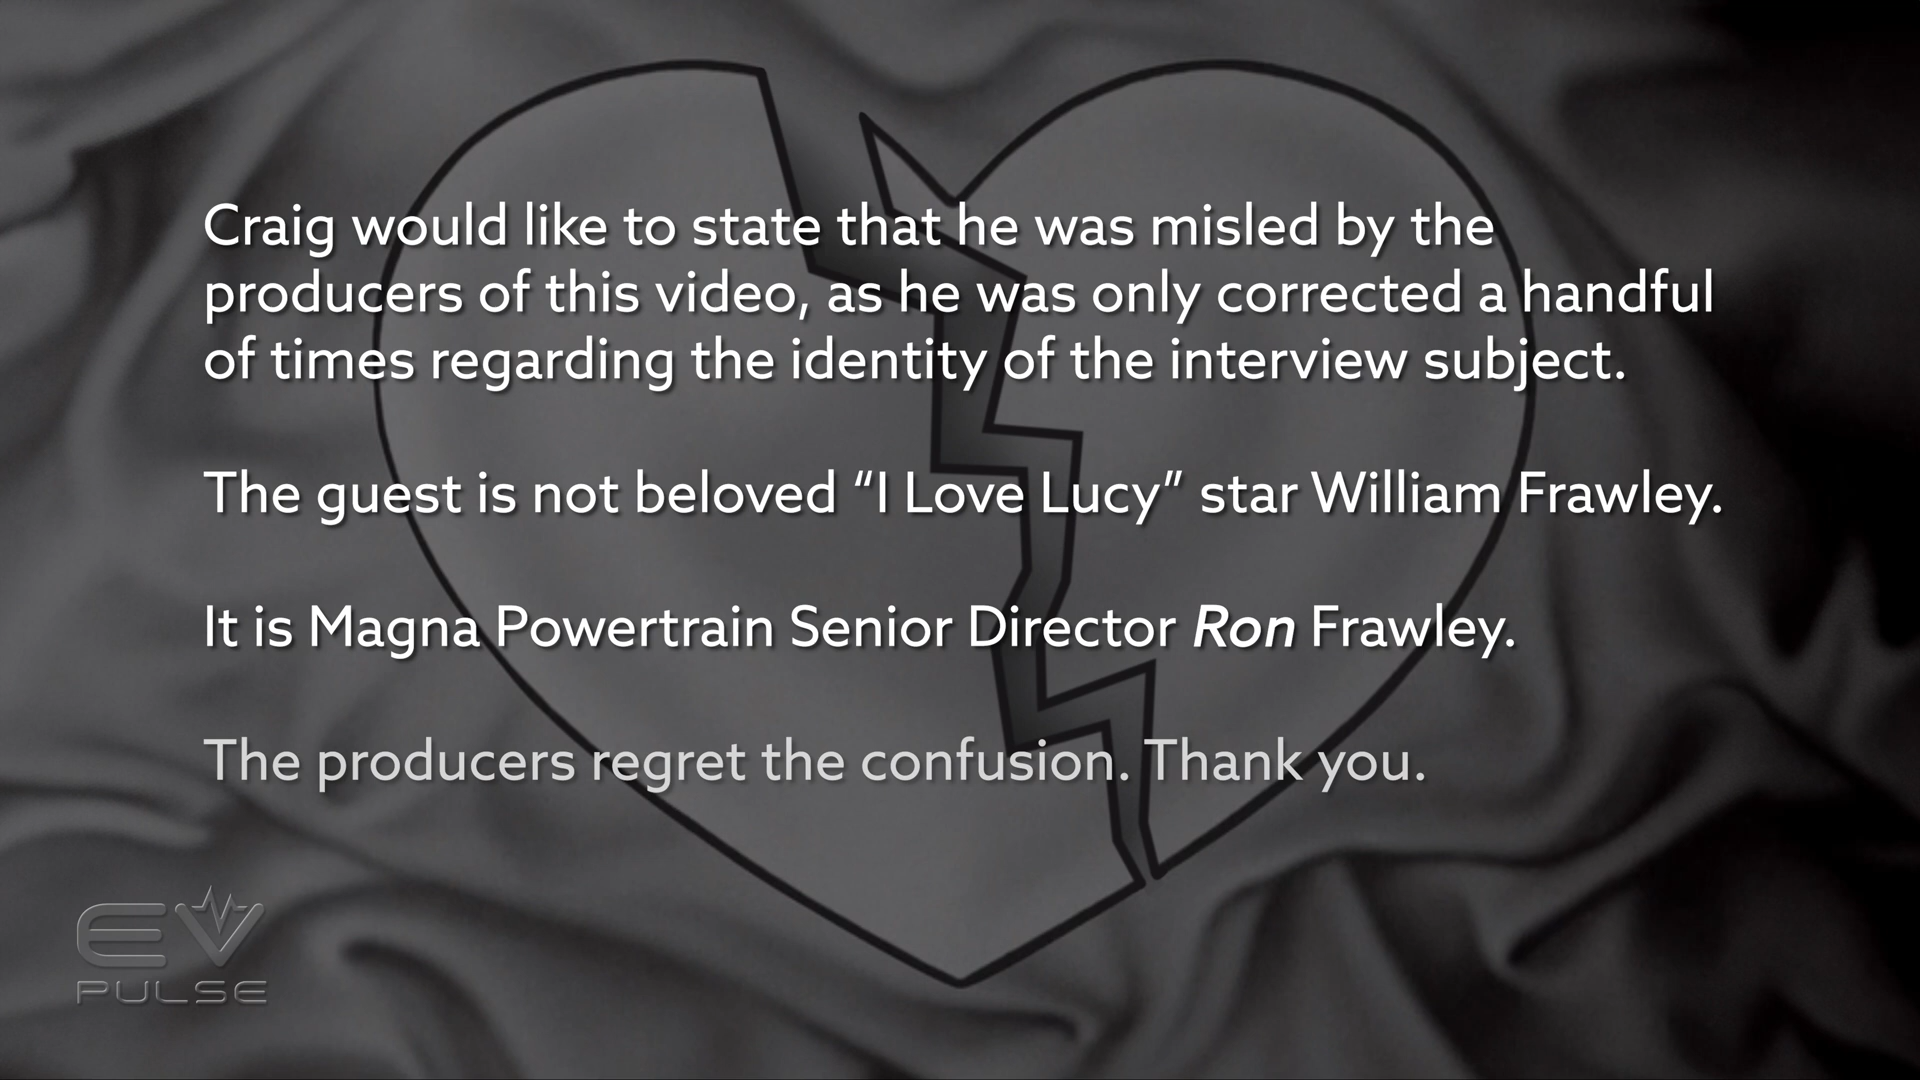 Craig would like to state that he was misled by the
producers of this video, as he was only corrected a handful
of times regarding the identity of the interview subject.
The guest is not beloved “I Love Lucy” star William Frawley.
It is Magna Powertrain Senior Director Ron Frawley.
The producers regret the confusion. Thank you.
EV
PULSE